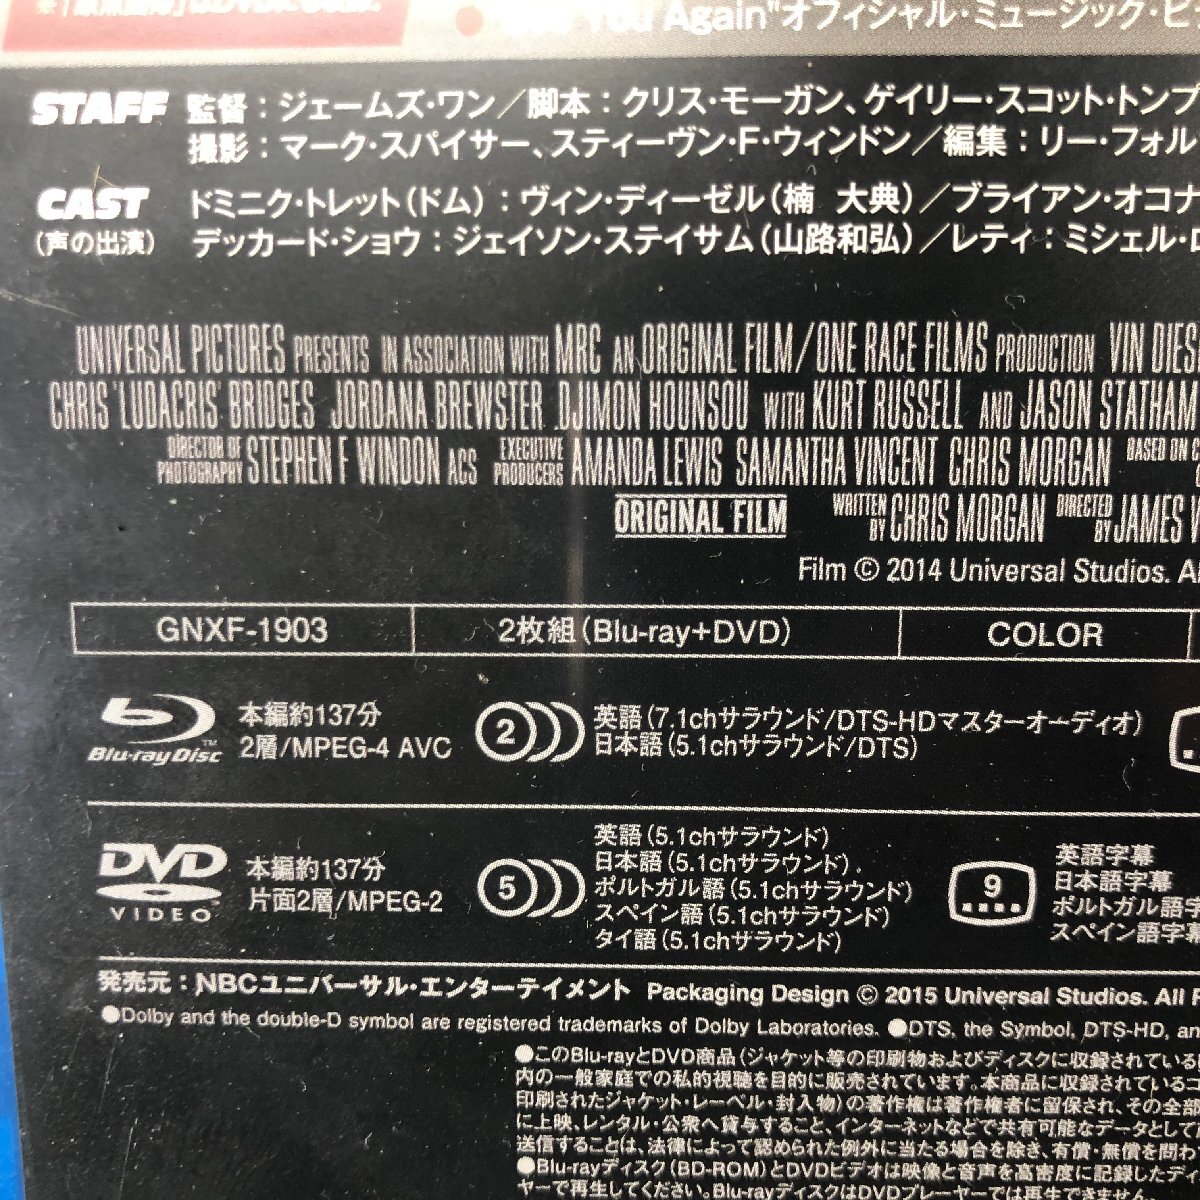 You Again"オフィシャル・ミュージック・ビ
STAFF 監督：ジェームズ・ワン／脚本：クリス・モーガン、ゲイリー・スコット・トンプ
撮影：マーク・スパイサー、スティーヴン・F・ウィンドン／編集：リー・フォル
CAST ドミニク・トレット(ドム)：ヴィン・ディーゼル(楠 大典)／ブライアン・オコナ
(声の出演) デッカード・ショウ：ジェイソン・ステイサム(山路和弘)／レティ：ミシェル・ロ
UNIVERSAL PICTURES PRESENTS IN ASSOCIATION WITH MRC AN ORIGINAL FILM/ONE RACE FILMS PRODUCTION VIN DIES
CHRIS 'LUDACRIS' BRIDGES JORDANA BREWSTER DJIMON HOUNSOU WITH KURT RUSSELL AND JASON STATHAM
DIRECTOR OF PHOTOGRAPHY STEPHEN F WINDON ACS EXECUTIVE PRODUCERS AMANDA LEWIS SAMANTHA VINCENT CHRIS MORGAN BASED ON C
ORIGINAL FILM WRITTEN BY CHRIS MORGAN DIRECTED BY JAMES W
Film © 2014 Universal Studios. Al
GNXF-1903 2枚組(Blu-ray+DVD) COLOR
Blu-ray Disc™ 本編約137分
2層/MPEG-4 AVC
2 英語(7.1chサラウンド/DTS-HDマスターオーディオ)
日本語(5.1chサラウンド/DTS)
DVD VIDEO™ 本編約137分
片面2層/MPEG-2
5 英語(5.1chサラウンド)
日本語(5.1chサラウンド)
ポルトガル語(5.1chサラウンド)
スペイン語(5.1chサラウンド)
タイ語(5.1chサラウンド)
9 英語字幕
日本語字幕
ポルトガル語字
スペイン語字幕
発売元：NBCユニバーサル・エンターテイメント Packaging Design © 2015 Universal Studios. All R
●Dolby and the double-D symbol are registered trademarks of Dolby Laboratories. ●DTS, the Symbol, DTS-HD, an
●このBlu-rayとDVD商品(ジャケット等の印刷物およびディスクに収録されている
内の一般家庭での私的視聴を目的に販売されています。本商品に収録されているコ
印刷されたジャケット・レーベル・封入物)の著作権は著作権者に留保され、その全部
に上映、レンタル・公衆へ貸与すること、インターネットなどで共有可能なデータとして
送信することは、法律によって認められた例外に当たる場合を除き、有償・無償を問わ
●Blu-rayディスク(BD-ROM)とDVDビデオは映像と音声を高密度に記録したディ
ヤーで再生してください。Blu-rayディスクはDVDプレーヤーでは再生できません